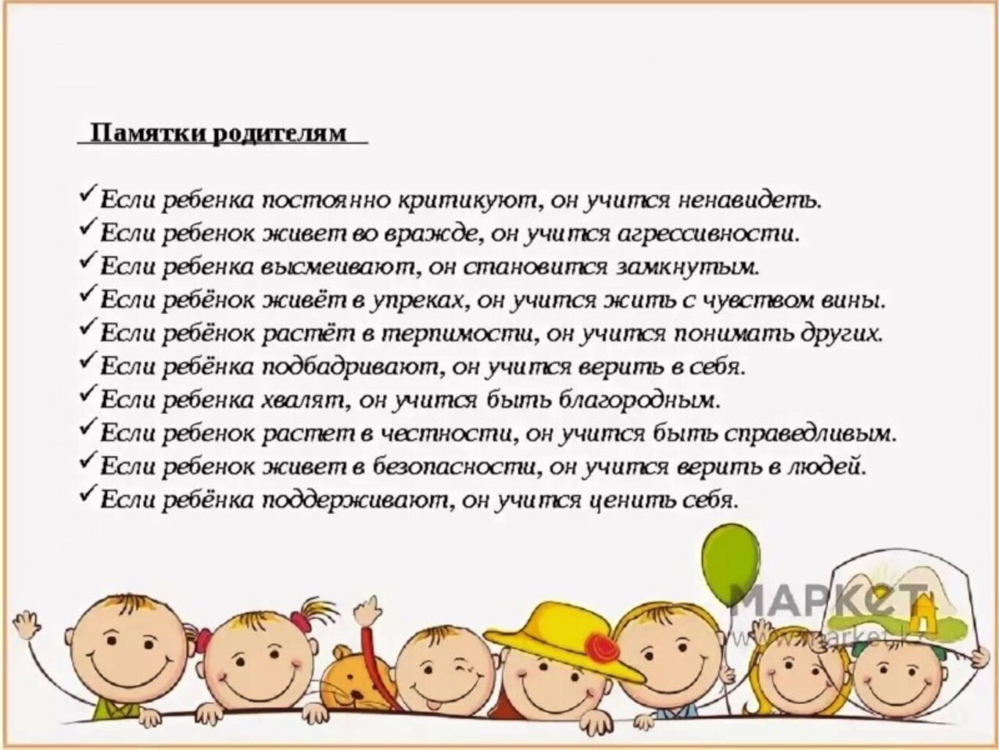 Памятки родителям
✓Если ребенка постоянно критикуют, он учится ненавидеть.
✓Если ребенок живет во вражде, он учится агрессивности.
✓Если ребенка высмеивают, он становится замкнутым.
✓Если ребёнок живёт в упреках, он учится жить с чувством вины.
✓Если ребёнок растёт в терпимости, он учится понимать других.
✓Если ребёнка подбадривают, он учится верить в себя.
✓Если ребенка хвалят, он учится быть благородным.
✓Если ребенок растет в честности, он учится быть справедливым.
✓Если ребенок живет в безопасности, он учится верить в людей.
✓Если ребёнка поддерживают, он учится ценить себя.
МАРКЕТ
www.market.kz